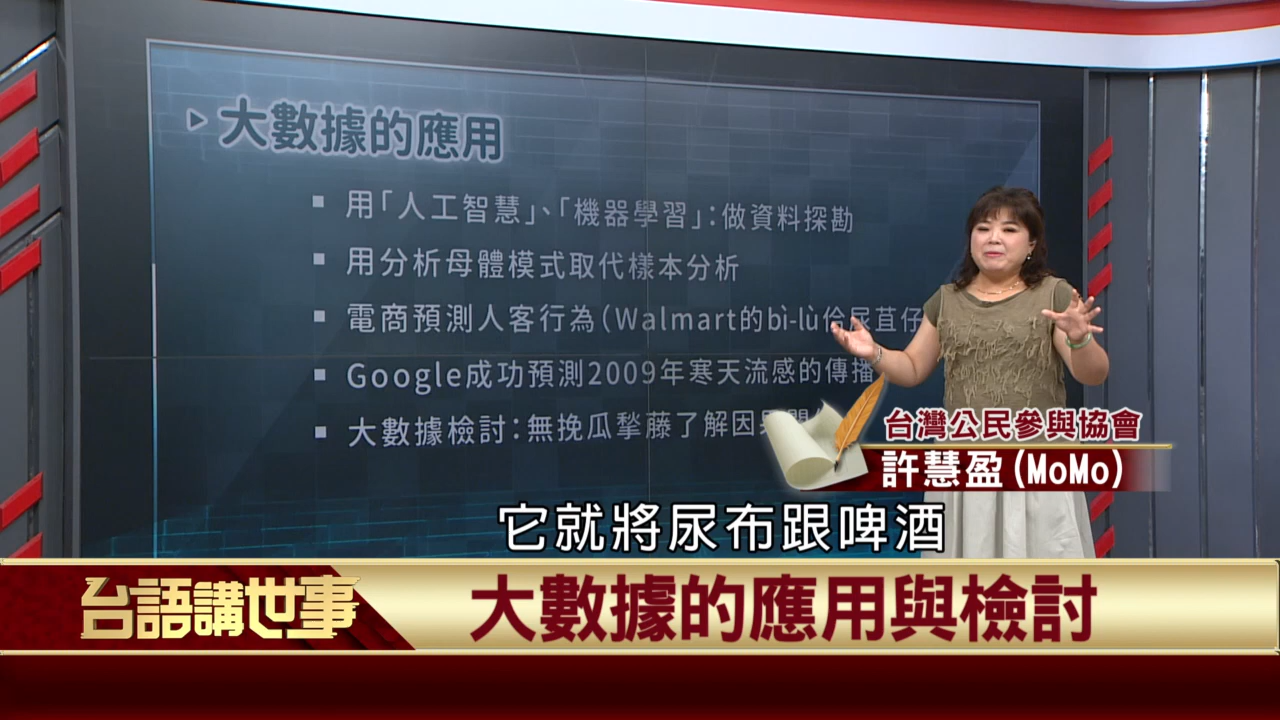 大數據的應用
▪ 用「人工智慧」、「機器學習」：做資料探勘
▪ 用分析母體模式取代樣本分析
▪ 電商預測人客行為（Walmart的bì-lù佮尿苴仔
▪ Google成功預測2009年寒天流感的傳播
▪ 大數據檢討：無挽瓜揫藤了解因果
台灣公民參與協會
許慧盈(MoMo)
它就將尿布跟啤酒
台語講世事
大數據的應用與檢討